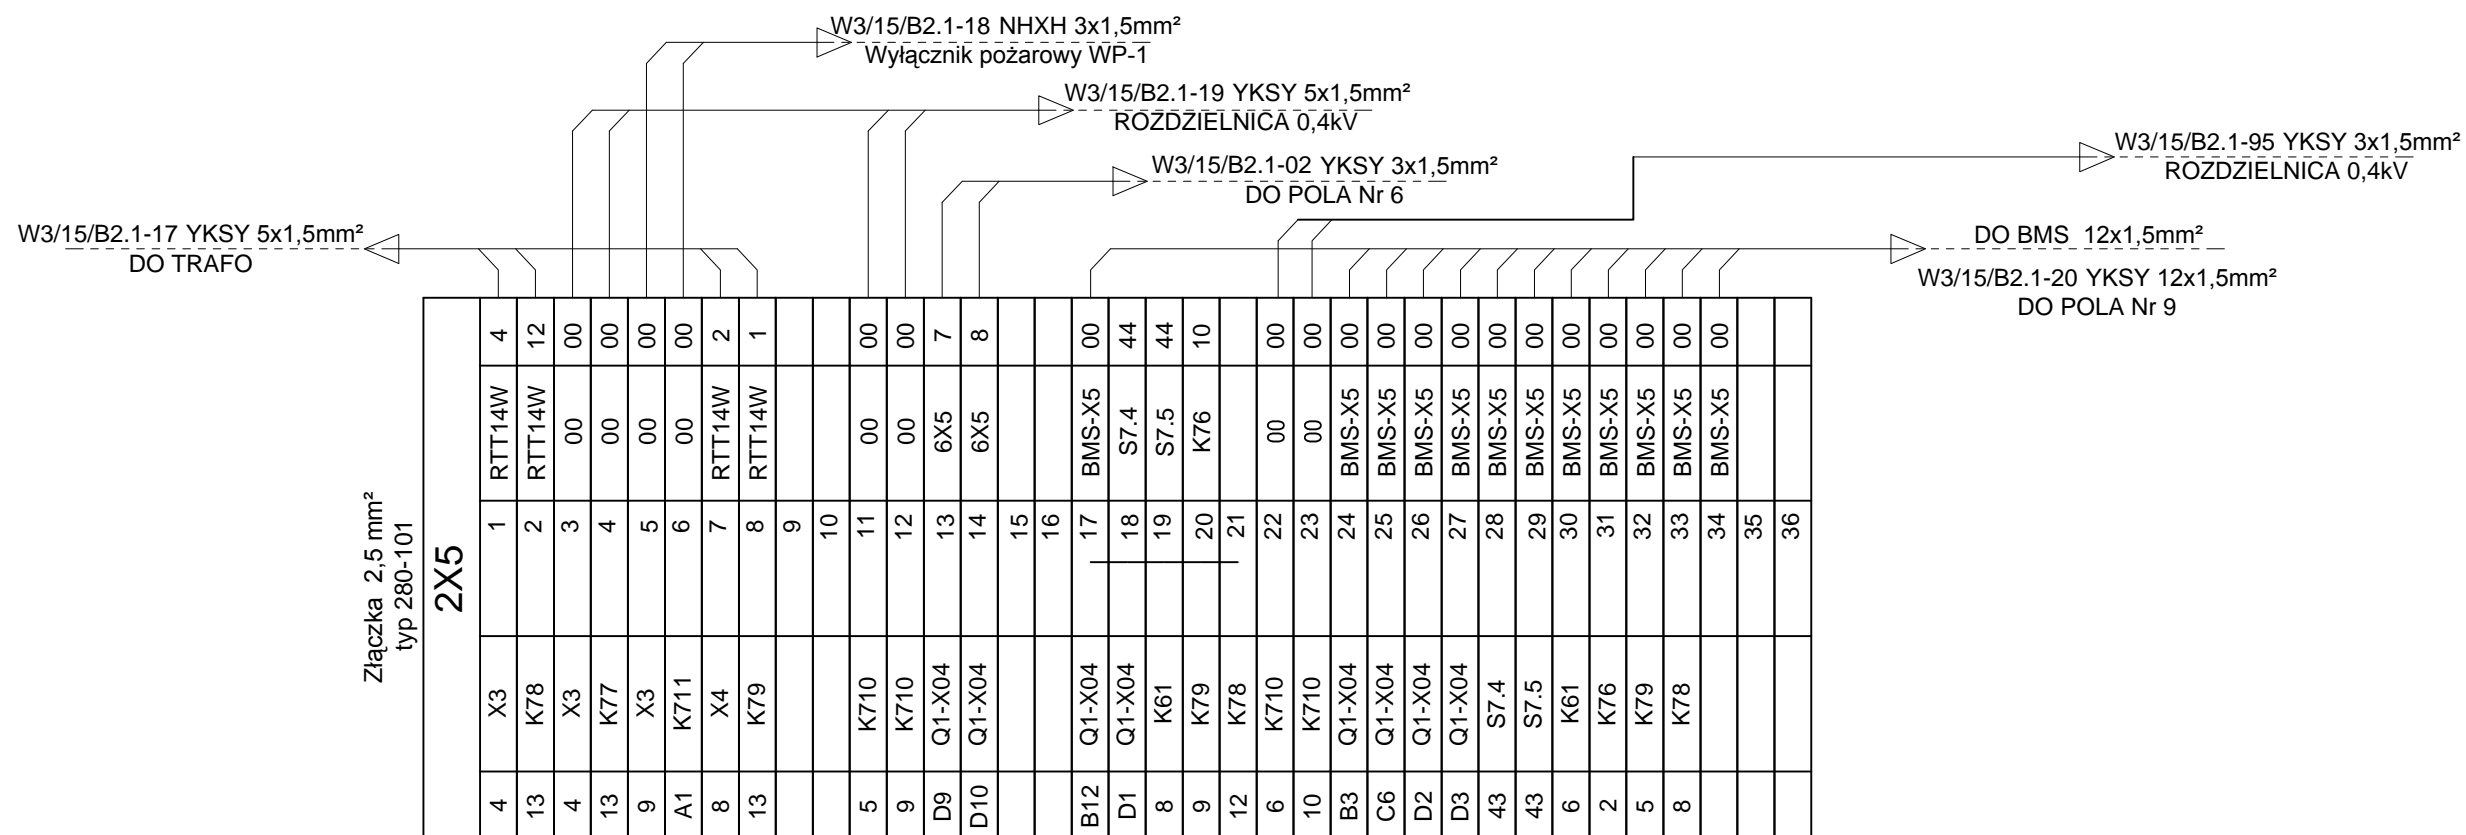 W3/15/B2.1-18 NHXH 3x1,5mm²
Wyłącznik pożarowy WP-1
W3/15/B2.1-19 YKSY 5x1,5mm²
ROZDZIELNICA 0,4kV
W3/15/B2.1-02 YKSY 3x1,5mm²
DO POLA Nr 6
W3/15/B2.1-95 YKSY 3x1,5mm²
ROZDZIELNICA 0,4kV
W3/15/B2.1-17 YKSY 5x1,5mm²
DO TRAFO
DO BMS 12x1,5mm²
W3/15/B2.1-20 YKSY 12x1,5mm²
DO POLA Nr 9
Złączka 2,5 mm²
typ 280-101
2X5
4 X3 1 RTT14W 4
13 K78 2 RTT14W 12
4 X3 3 00 00
13 K77 4 00 00
9 X3 5 00 00
A1 K711 6 00 00
8 X4 7 RTT14W 2
13 K79 8 RTT14W 1
9
10
5 K710 11 00 00
9 K710 12 00 00
D9 Q1-X04 13 6X5 7
D10 Q1-X04 14 6X5 8
15
16
B12 Q1-X04 17 BMS-X5 00
D1 Q1-X04 18 S7.4 44
8 K61 19 S7.5 44
9 K79 20 K76 10
12 K78 21
6 K710 22 00 00
10 K710 23 00 00
B3 Q1-X04 24 BMS-X5 00
C6 Q1-X04 25 BMS-X5 00
D2 Q1-X04 26 BMS-X5 00
D3 Q1-X04 27 BMS-X5 00
43 S7.4 28 BMS-X5 00
43 S7.5 29 BMS-X5 00
6 K61 30 BMS-X5 00
2 K76 31 BMS-X5 00
5 K79 32 BMS-X5 00
8 K78 33 BMS-X5 00
34 BMS-X5 00
35
36